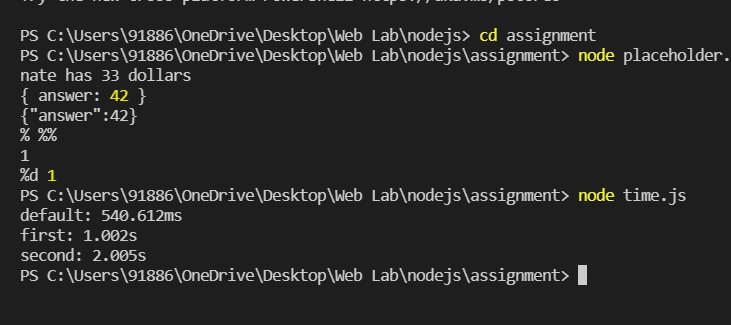 PS C:\Users\91886\OneDrive\Desktop\Web Lab\nodejs> cd assignment
PS C:\Users\91886\OneDrive\Desktop\Web Lab\nodejs\assignment> node placeholder.
nate has 33 dollars
{ answer: 42 }
{"answer":42}
% %%
1
%d 1
PS C:\Users\91886\OneDrive\Desktop\Web Lab\nodejs\assignment> node time.js
default: 540.612ms
first: 1.002s
second: 2.005s
PS C:\Users\91886\OneDrive\Desktop\Web Lab\nodejs\assignment>